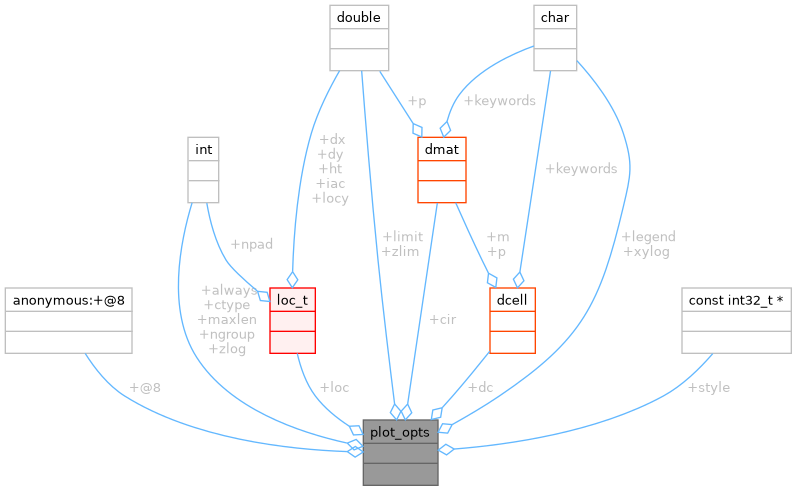 double
char
+p
+keywords
int
+dx
+dy
+ht
+iac
+locy
dmat
+keywords
+npad
+limit
+zlim
+m
+p
+legend
+xylog
anonymous:+@8
+always
+ctype
+maxlen
+ngroup
+zlog
loc_t
+cir
dcell
const int32_t *
+@8
+loc
+dc
+style
plot_opts